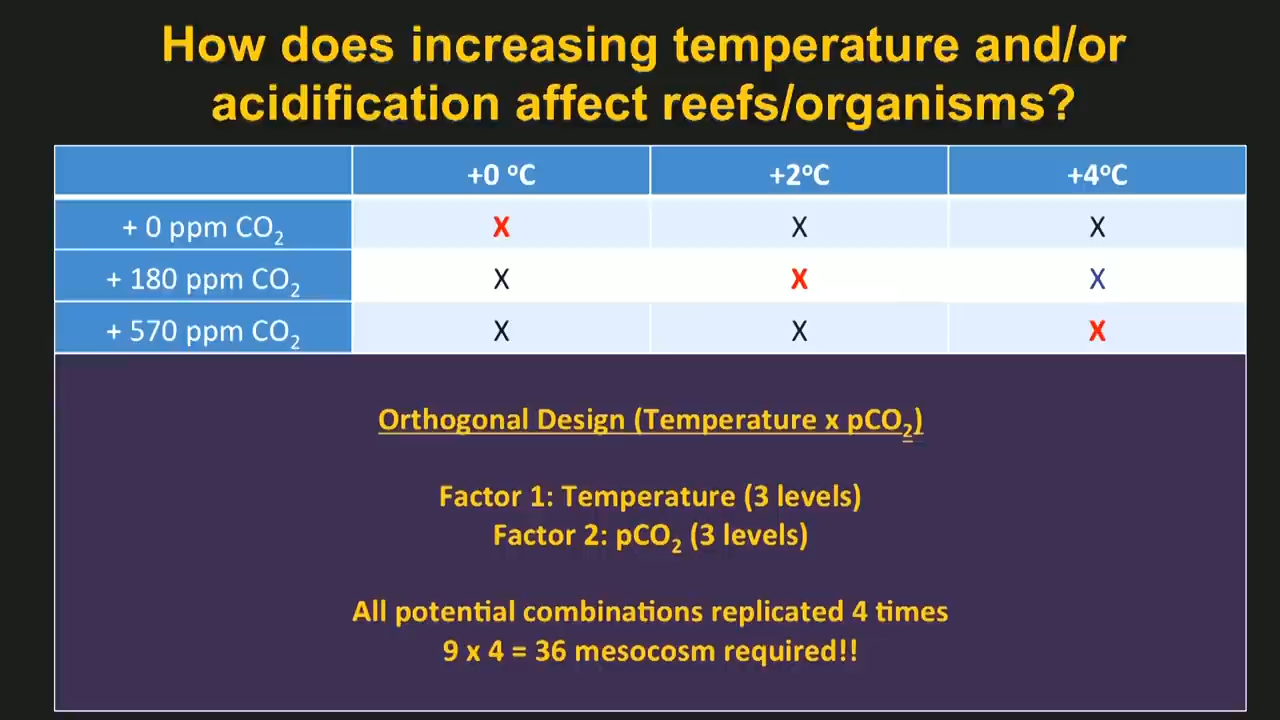 How does increasing temperature and/or
acidification affect reefs/organisms?
+0 °C +2°C +4°C
+ 0 ppm CO₂ X X X
+ 180 ppm CO₂ X X X
+ 570 ppm CO₂ X X X
Orthogonal Design (Temperature x pCO₂)
Factor 1: Temperature (3 levels)
Factor 2: pCO₂ (3 levels)
All potential combinations replicated 4 times
9 x 4 = 36 mesocosm required!!